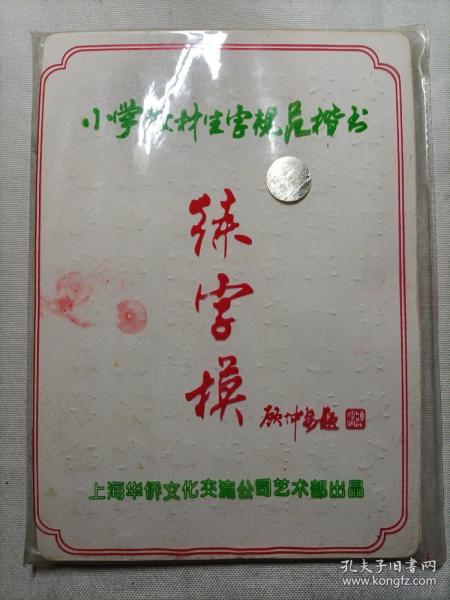 小学教材生字规范楷书
练字模
顾仲安题
上海华侨文化交流公司艺术部出品
孔夫子旧书网
www.kongfz.com